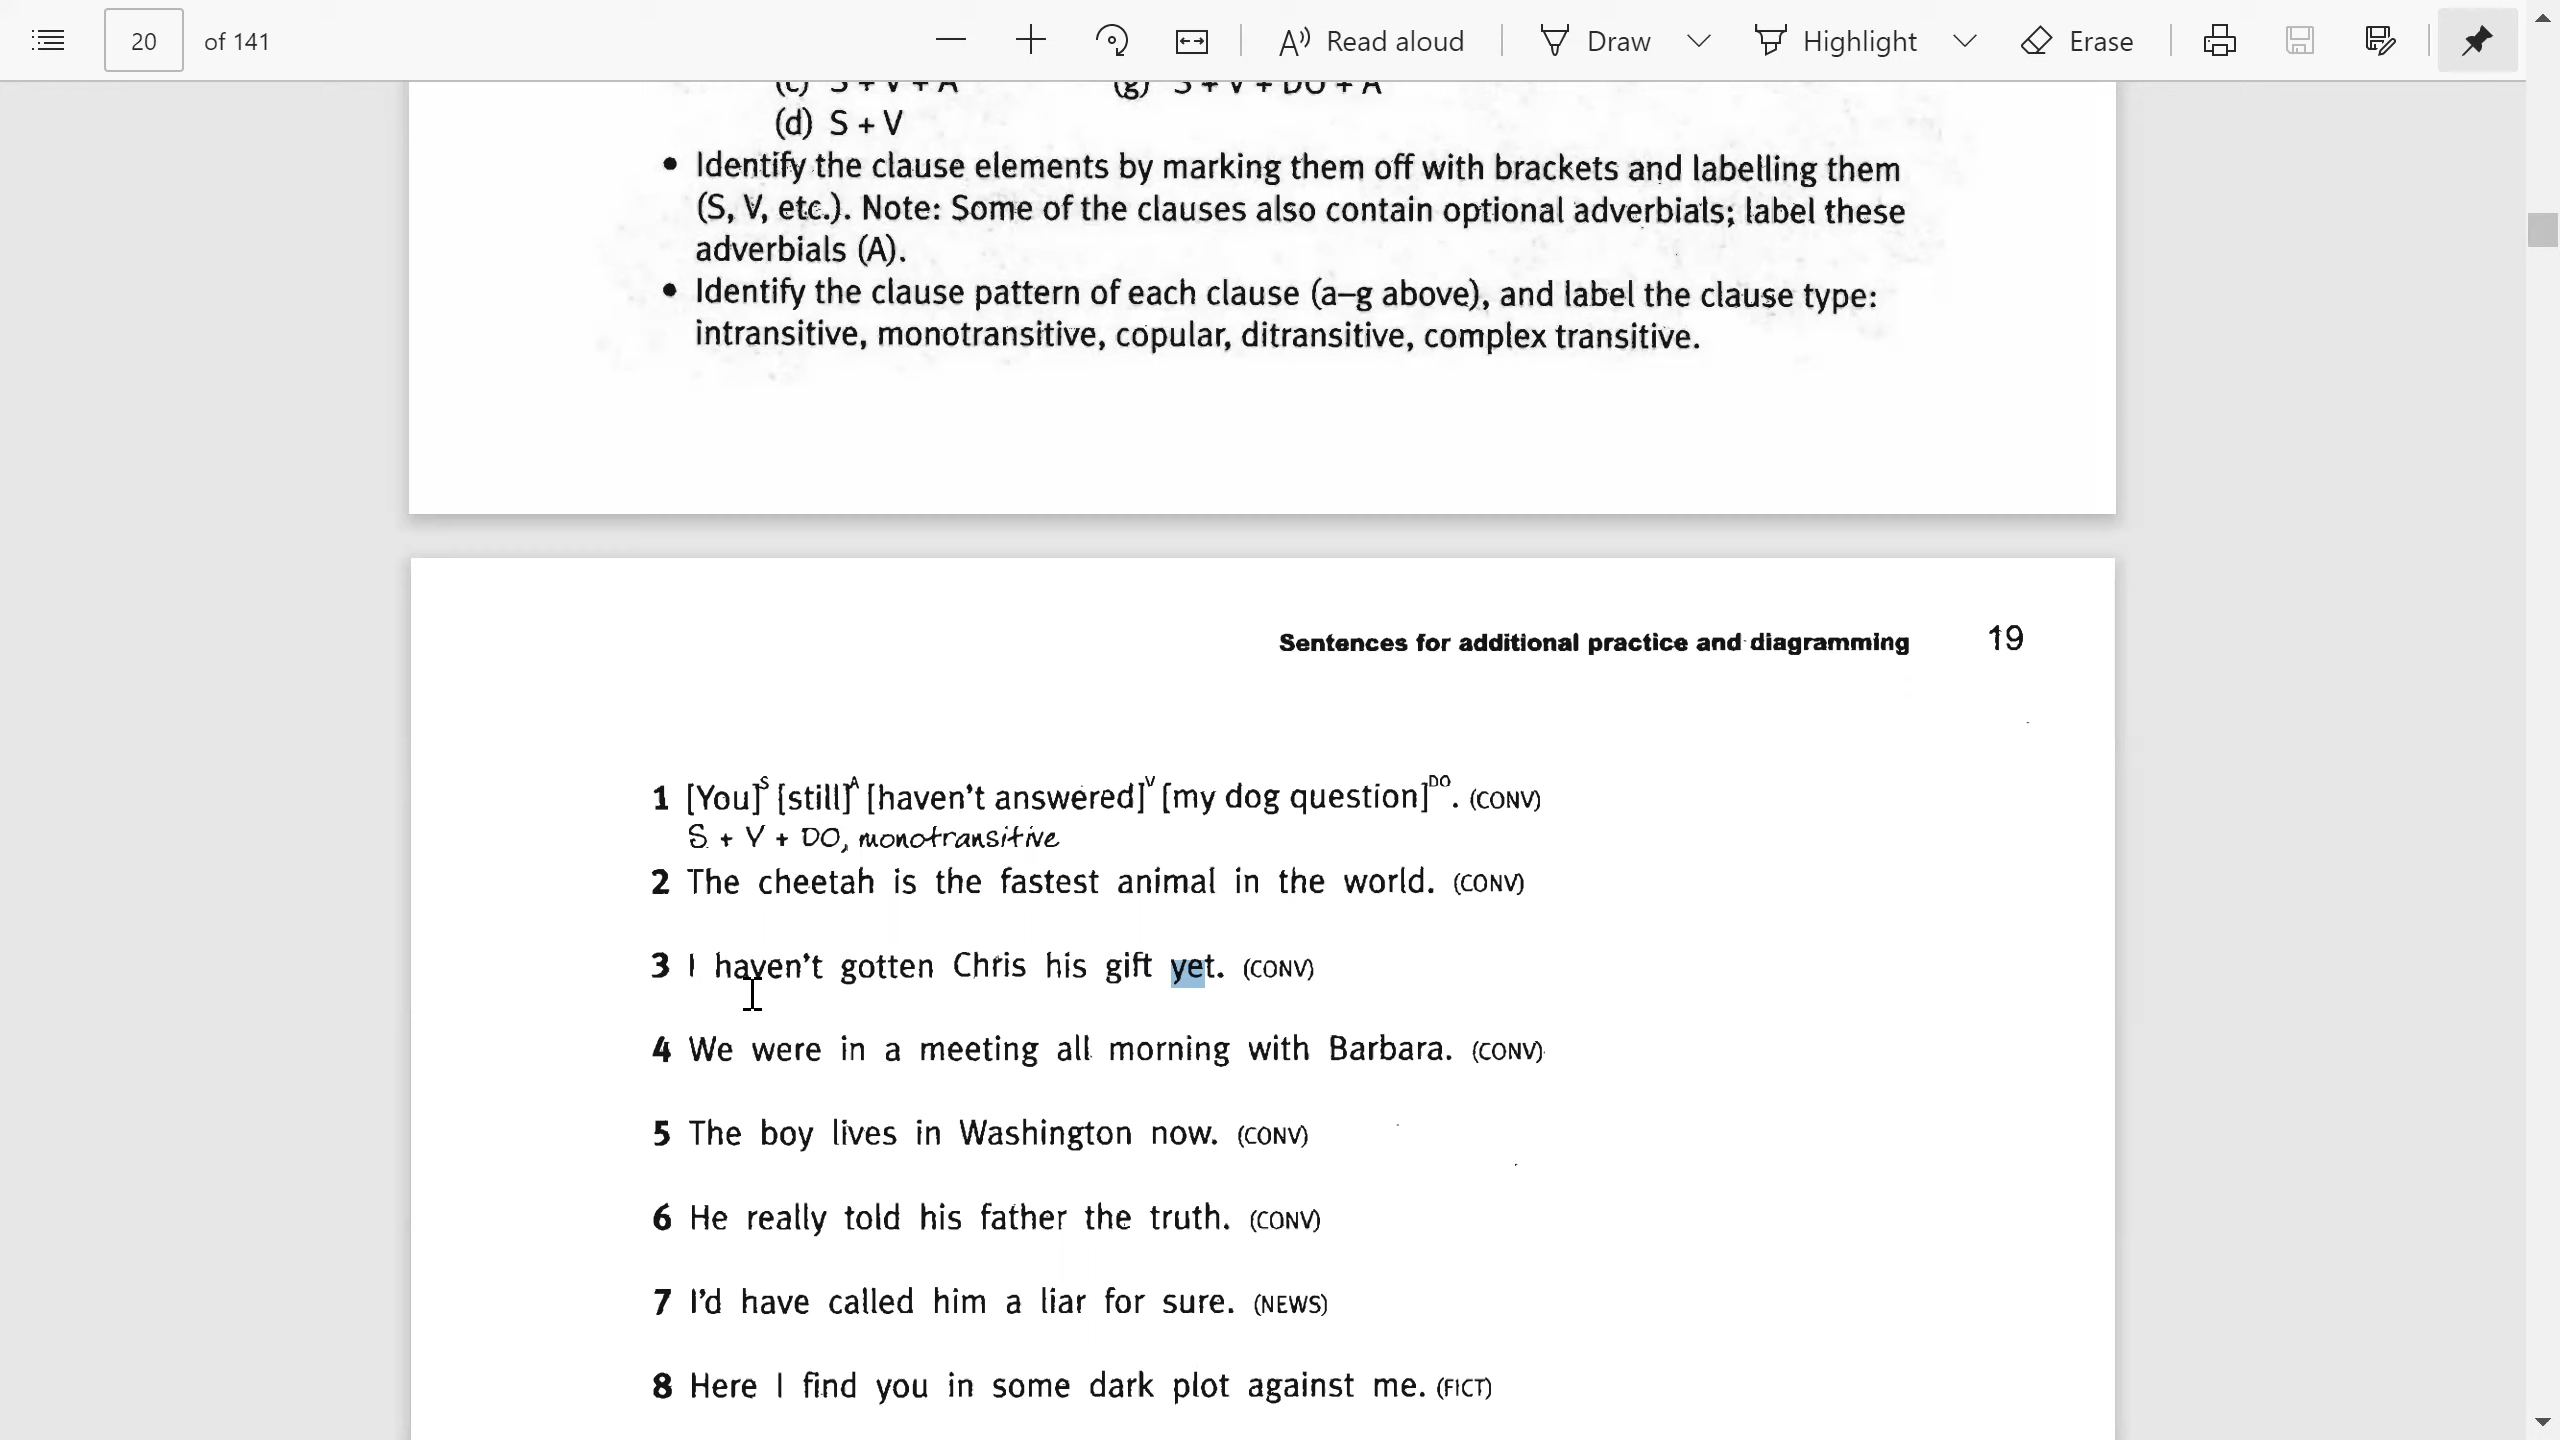 20 of 141 Read aloud Draw Highlight Erase
(c) S + V + A (g) S + V + DO + A
(d) S + V
• Identify the clause elements by marking them off with brackets and labelling them
(S, V, etc.). Note: Some of the clauses also contain optional adverbials; label these
adverbials (A).
• Identify the clause pattern of each clause (a–g above), and label the clause type:
intransitive, monotransitive, copular, ditransitive, complex transitive.
Sentences for additional practice and diagramming 19
1 [You]S [still]A [haven't answered]V [my dog question]DO. (CONV)
S + V + DO, monotransitive
2 The cheetah is the fastest animal in the world. (CONV)
3 I haven't gotten Chris his gift yet. (CONV)
4 We were in a meeting all morning with Barbara. (CONV)
5 The boy lives in Washington now. (CONV)
6 He really told his father the truth. (CONV)
7 I'd have called him a liar for sure. (NEWS)
8 Here I find you in some dark plot against me. (FICT)